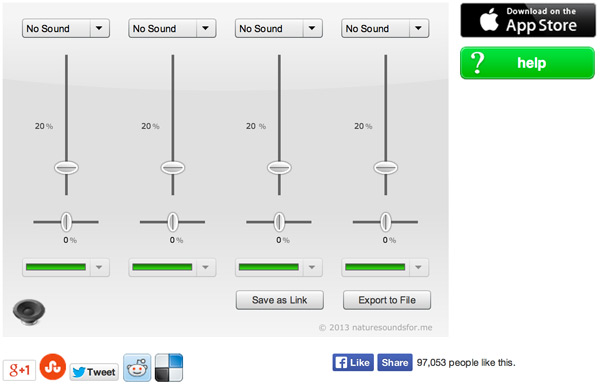 No Sound No Sound No Sound No Sound
Download on the
App Store
? help
20 % 20 % 20 % 20 %
0 % 0 % 0 % 0 %
Save as Link Export to File
© 2013 naturesoundsfor.me
g+1 Tweet Like Share 97,053 people like this.